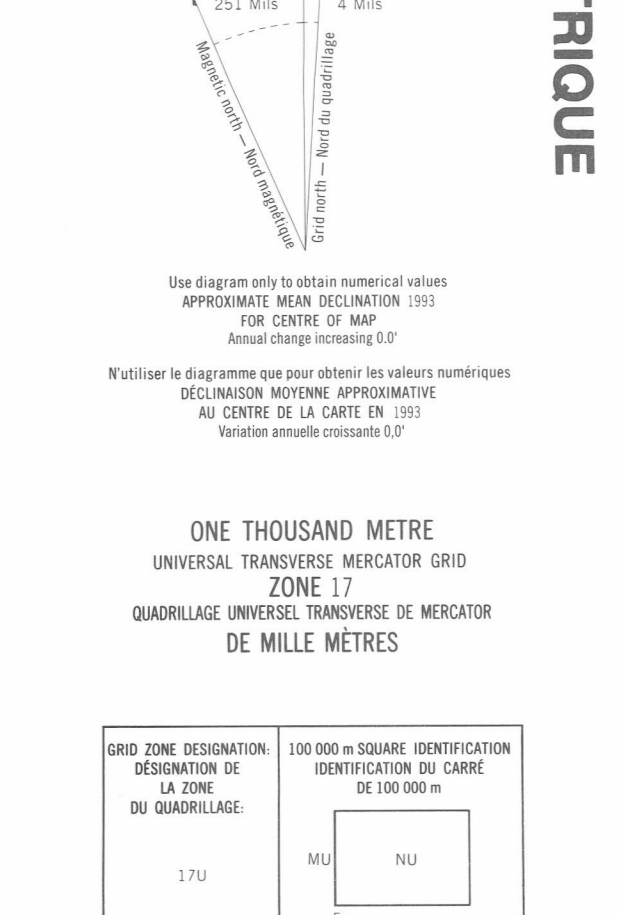 251 Mils
4 Mils
TRIQUE
Magnetic north — Nord magnétique
Grid north — Nord du quadrillage
Use diagram only to obtain numerical values
APPROXIMATE MEAN DECLINATION 1993
FOR CENTRE OF MAP
Annual change increasing 0.0'
N'utiliser le diagramme que pour obtenir les valeurs numériques
DÉCLINAISON MOYENNE APPROXIMATIVE
AU CENTRE DE LA CARTE EN 1993
Variation annuelle croissante 0,0'
ONE THOUSAND METRE
UNIVERSAL TRANSVERSE MERCATOR GRID
ZONE 17
QUADRILLAGE UNIVERSEL TRANSVERSE DE MERCATOR
DE MILLE MÈTRES
GRID ZONE DESIGNATION:
DÉSIGNATION DE
LA ZONE
DU QUADRILLAGE:
17U
100 000 m SQUARE IDENTIFICATION
IDENTIFICATION DU CARRÉ
DE 100 000 m
MU
NU